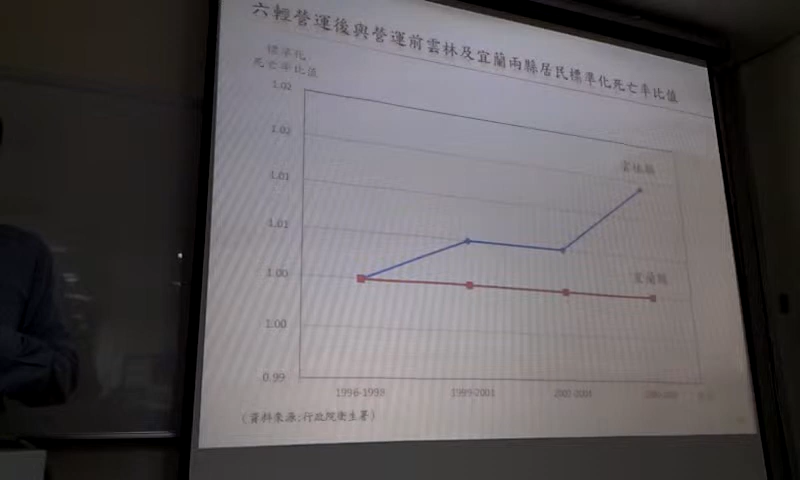 六輕營運後與營運前雲林及宜蘭兩縣居民標準化死亡率比值
標準化
死亡率比值
1.02
1.02
1.01
1.01
1.00
1.00
0.99
雲林縣
宜蘭縣
1996-1998
1999-2001
2002-2004
(資料來源:行政院衛生署)